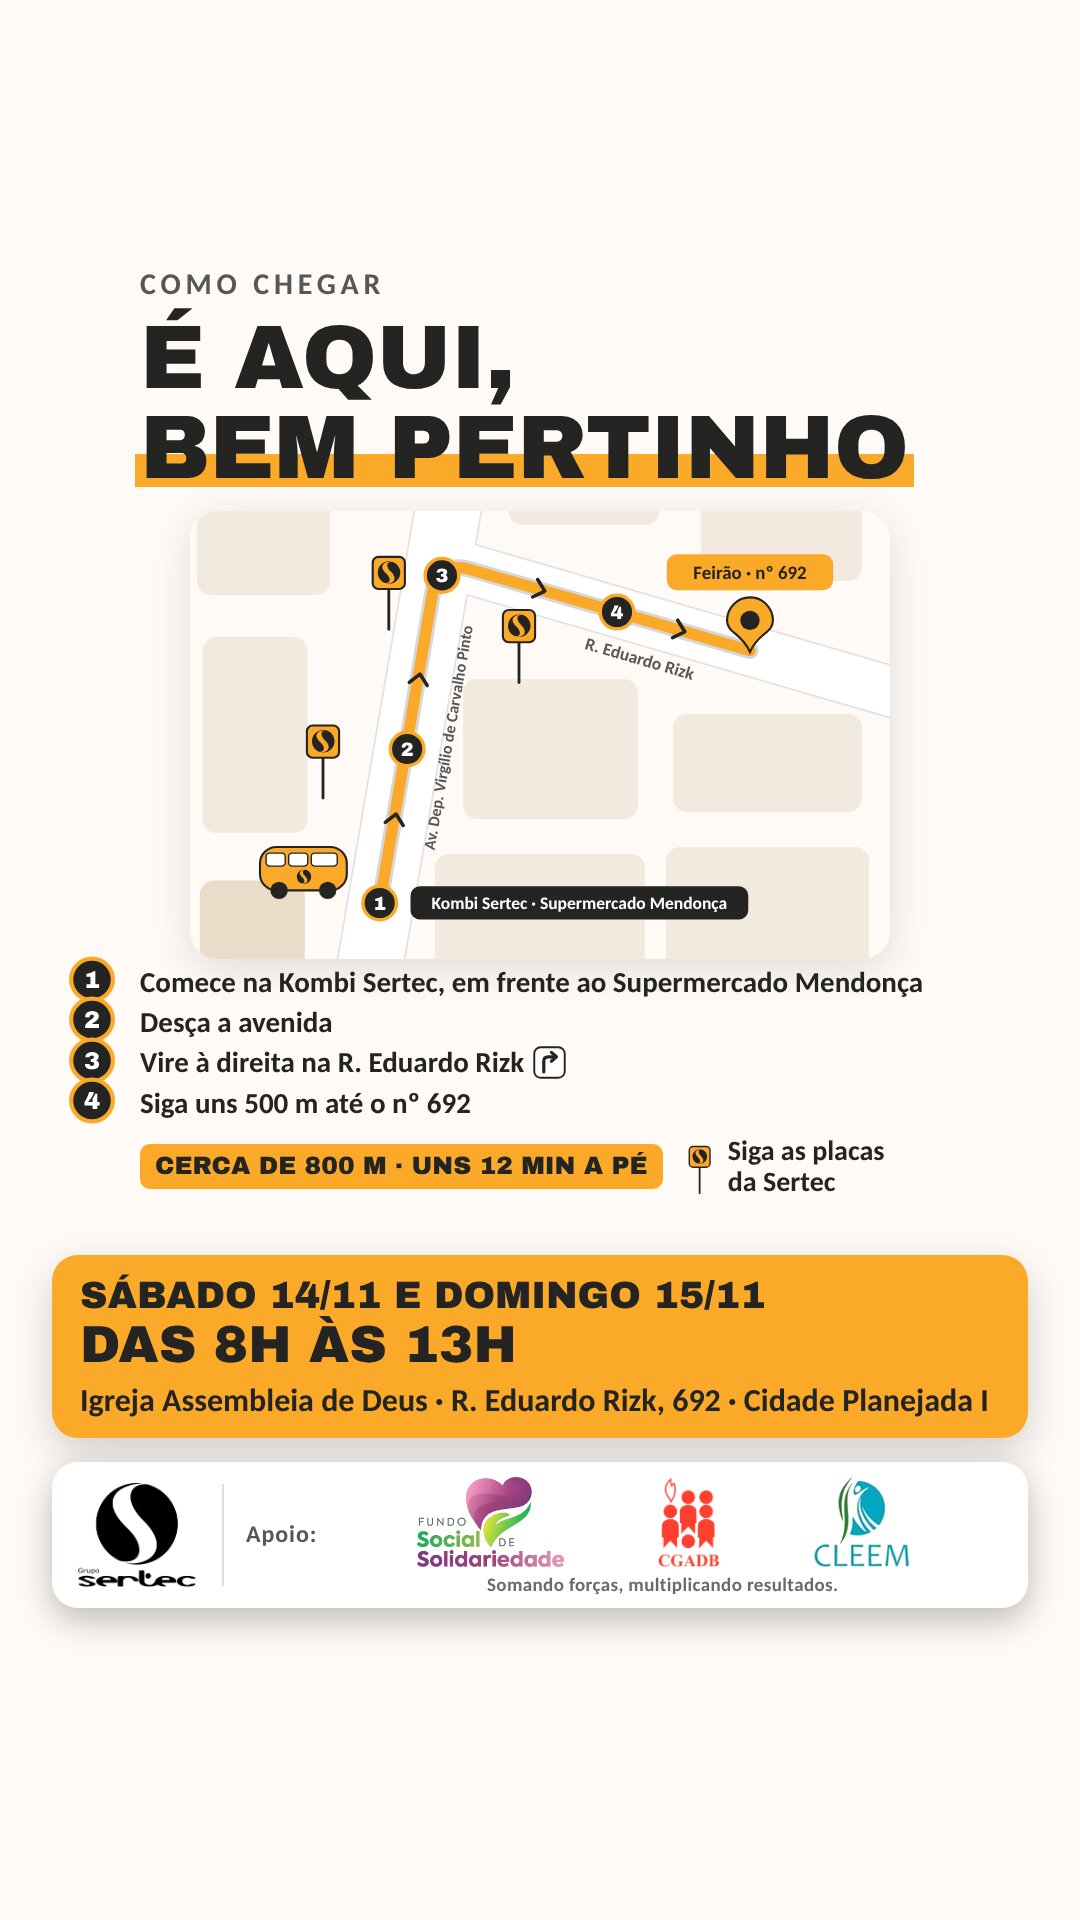 COMO CHEGAR
É AQUI,
BEM PERTINHO
3
Feirão · nº 692
4
R. Eduardo Rizk
Av. Dep. Virgílio de Carvalho Pinto
2
1
Kombi Sertec · Supermercado Mendonça
1 Comece na Kombi Sertec, em frente ao Supermercado Mendonça
2 Desça a avenida
3 Vire à direita na R. Eduardo Rizk
4 Siga uns 500 m até o nº 692
CERCA DE 800 M · UNS 12 MIN A PÉ
Siga as placas
da Sertec
SÁBADO 14/11 E DOMINGO 15/11
DAS 8H ÀS 13H
Igreja Assembleia de Deus · R. Eduardo Rizk, 692 · Cidade Planejada I
Grupo
sertec
Apoio:
FUNDO
Social DE
Solidariedade
CGADB
CLEEM
Somando forças, multiplicando resultados.